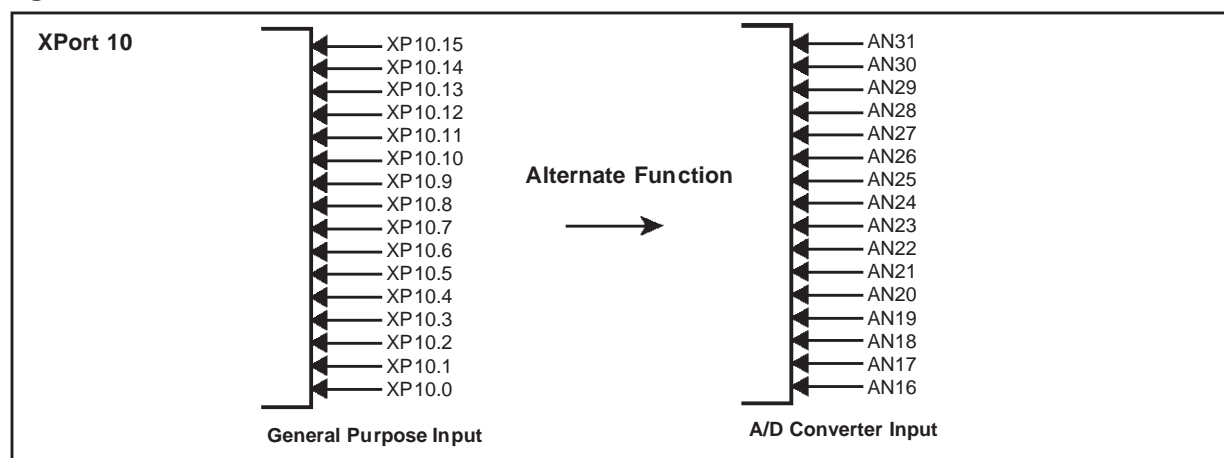 XPort 10
XP10.15
XP10.14
XP10.13
XP10.12
XP10.11
XP10.10
XP10.9
XP10.8
XP10.7
XP10.6
XP10.5
XP10.4
XP10.3
XP10.2
XP10.1
XP10.0
General Purpose Input
Alternate Function
AN31
AN30
AN29
AN28
AN27
AN26
AN25
AN24
AN23
AN22
AN21
AN20
AN19
AN18
AN17
AN16
A/D Converter Input